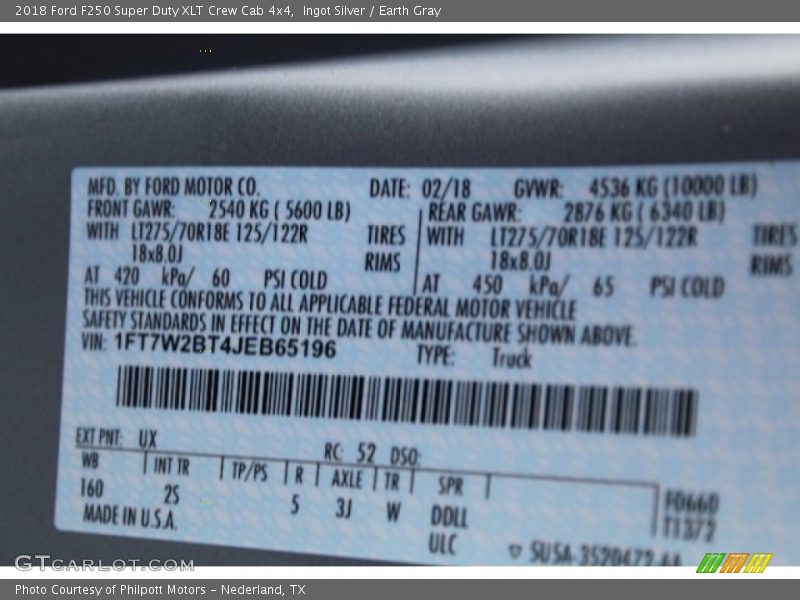 2018 Ford F250 Super Duty XLT Crew Cab 4x4,  Ingot Silver / Earth Gray
MFD. BY FORD MOTOR CO. DATE: 02/18 GVWR: 4536 KG (10000 LB)
FRONT GAWR: 2540 KG ( 5600 LB) REAR GAWR: 2876 KG ( 6340 LB)
WITH LT275/70R18E 125/122R TIRES WITH LT275/70R18E 125/122R TIRES
18x8.0J RIMS 18x8.0J RIMS
AT 420 kPa/ 60 PSI COLD AT 450 kPa/ 65 PSI COLD
THIS VEHICLE CONFORMS TO ALL APPLICABLE FEDERAL MOTOR VEHICLE
SAFETY STANDARDS IN EFFECT ON THE DATE OF MANUFACTURE SHOWN ABOVE.
VIN: 1FT7W2BT4JEB65196 TYPE: Truck
EXT PNT: UX RC: 52 DSO:
WB INT TR TP/PS R AXLE TR SPR
160 2S 5 3J W DDLL
F0660
T1372
MADE IN U.S.A. ULC
GTCarLot.com
Photo Courtesy of Philpott Motors - Nederland, TX